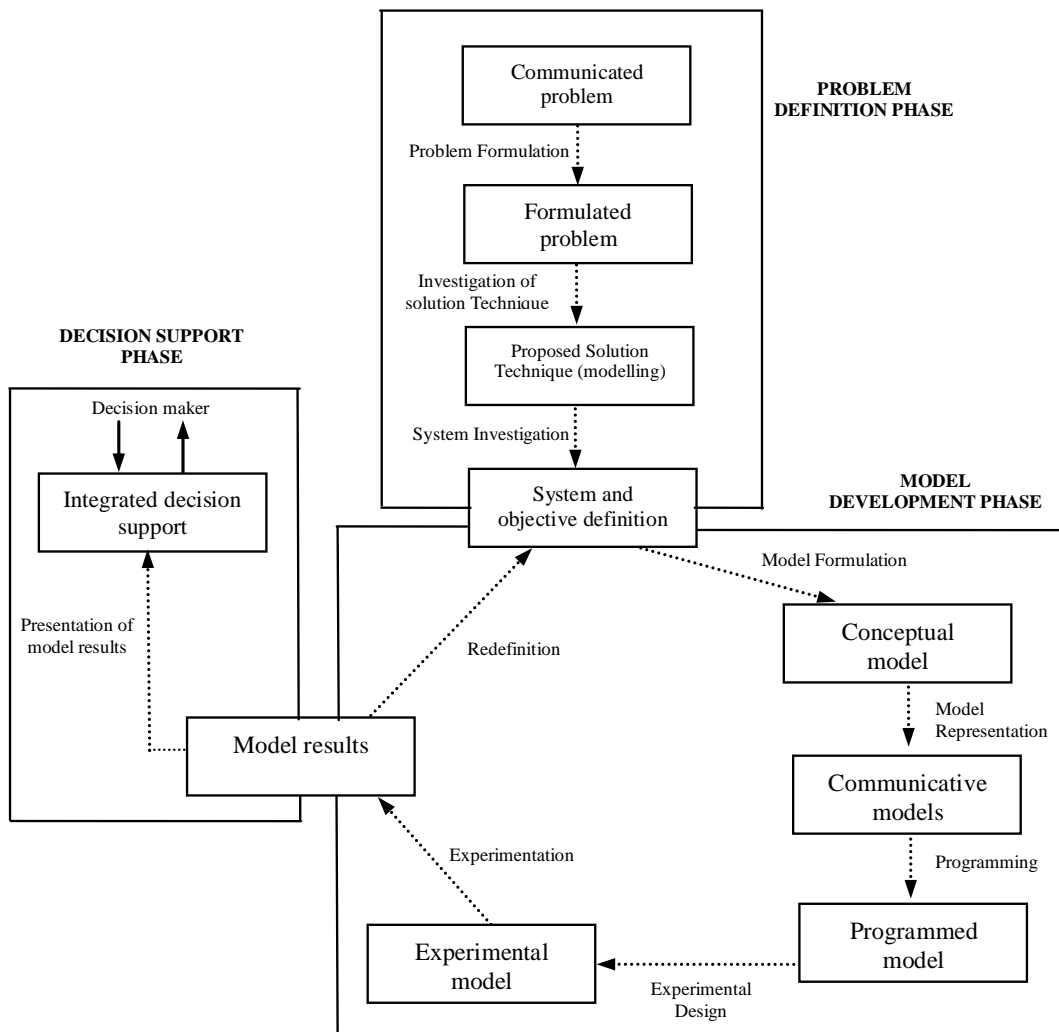 Communicated
problem
PROBLEM
DEFINITION PHASE
Problem Formulation
Formulated
problem
Investigation of
solution Technique
DECISION SUPPORT
PHASE
Proposed Solution
Technique (modelling)
Decision maker
System Investigation
Integrated decision
support
System and
objective definition
MODEL
DEVELOPMENT PHASE
Model Formulation
Presentation of
model results
Redefinition
Conceptual
model
Model
Representation
Model results
Communicative
models
Experimentation
Programming
Experimental
model
Programmed
model
Experimental
Design